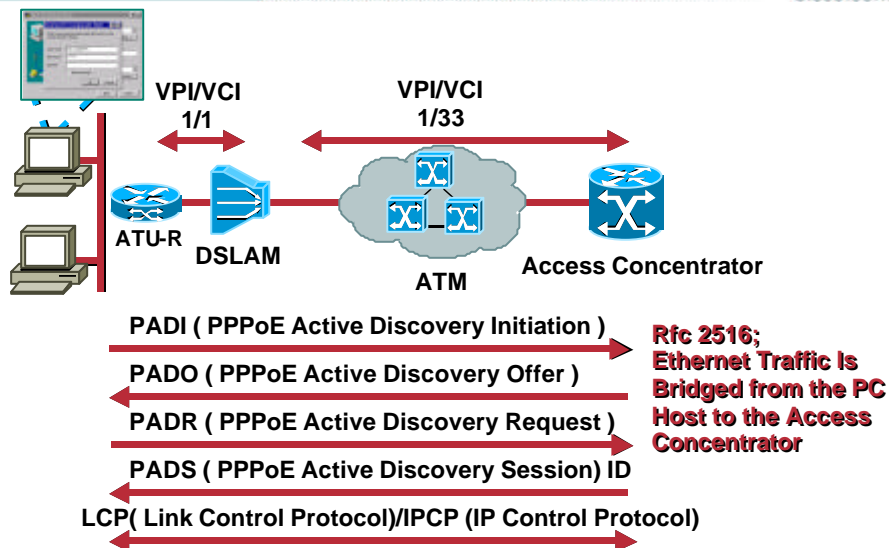 VPI/VCI
1/1
VPI/VCI
1/33
ATU-R
DSLAM
ATM
Access Concentrator
PADI ( PPPoE Active Discovery Initiation )
PADO ( PPPoE Active Discovery Offer )
PADR ( PPPoE Active Discovery Request )
PADS ( PPPoE Active Discovery Session) ID
LCP( Link Control Protocol)/IPCP (IP Control Protocol)
Rfc 2516;
Ethernet Traffic Is
Bridged from the PC
Host to the Access
Concentrator